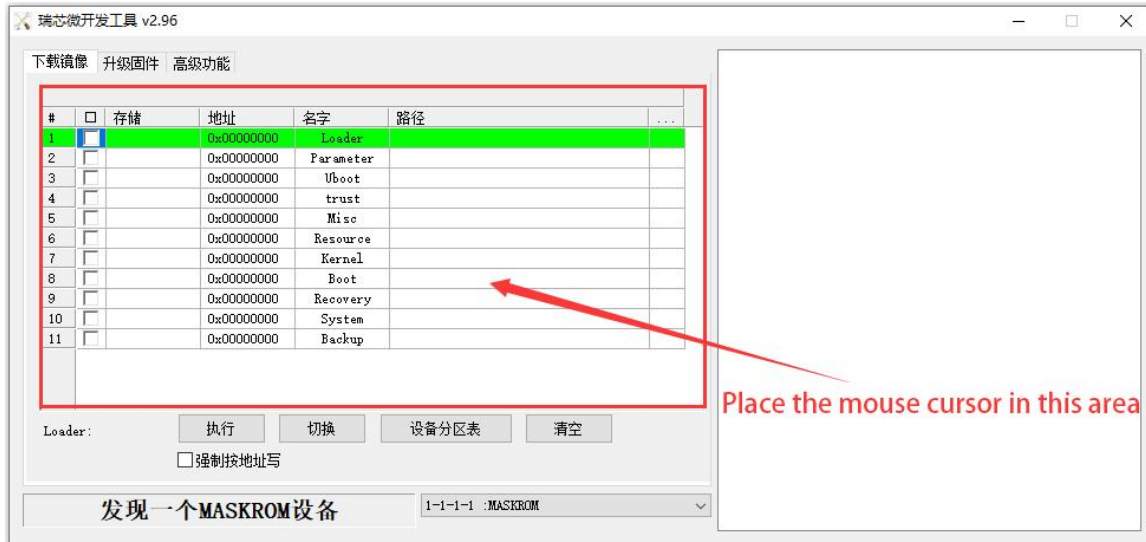 瑞芯微开发工具 v2.96
下载镜像 升级固件 高级功能
# 存储 地址 名字 路径 ...
1 0x00000000 Loader
2 0x00000000 Parameter
3 0x00000000 Uboot
4 0x00000000 trust
5 0x00000000 Misc
6 0x00000000 Resource
7 0x00000000 Kernel
8 0x00000000 Boot
9 0x00000000 Recovery
10 0x00000000 System
11 0x00000000 Backup
Place the mouse cursor in this area
Loader: 执行 切换 设备分区表 清空
强制按地址写
发现一个MASKROM设备 1-1-1-1 :MASKROM